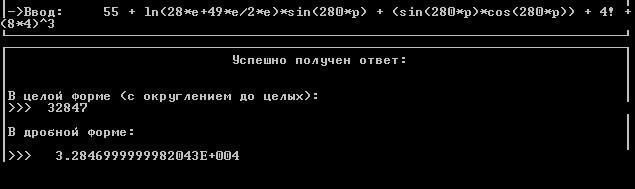 ->Ввод:     55 + ln(28*e+49*e/2*e)*sin(280*p) + (sin(280*p)*cos(280*p)) + 4! +
(8*4)^3
Успешно получен ответ:
В целой форме (с округлением до целых):
>>>  32847
В дробной форме:
>>>   3.2846999999982043E+004